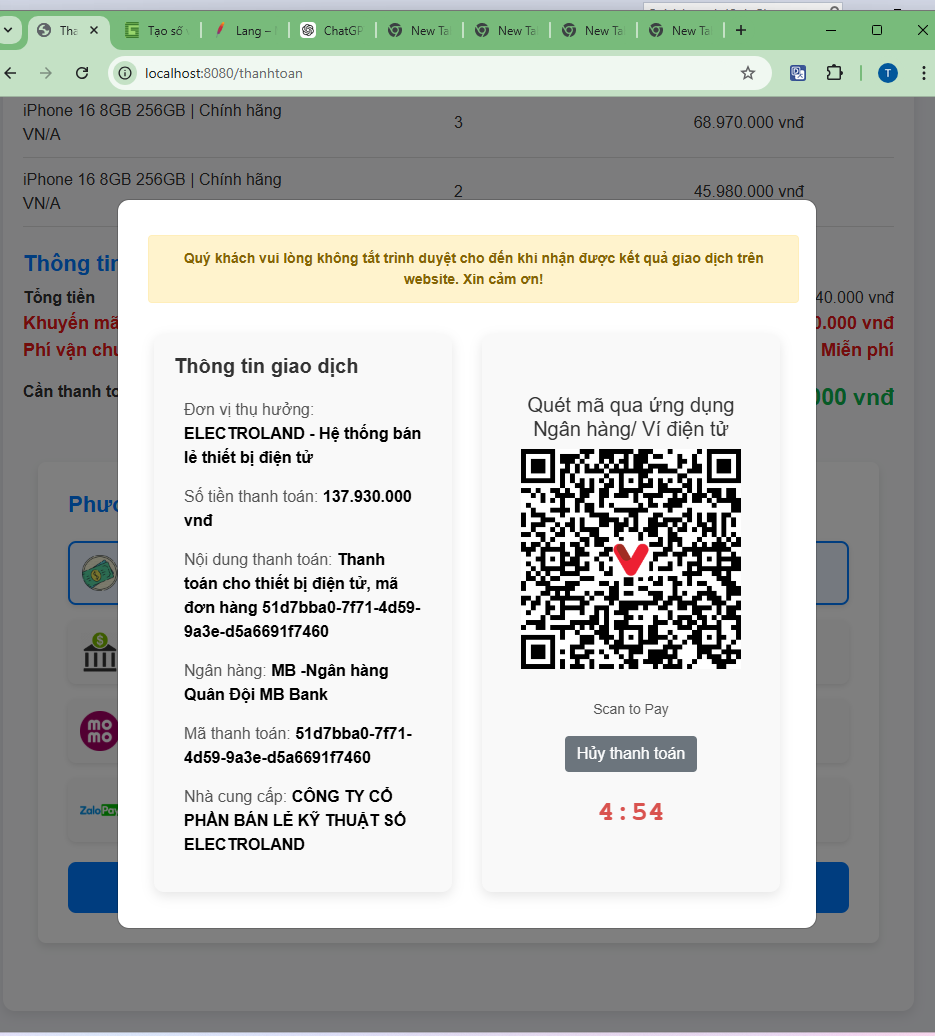 Tạo số
Lang –
ChatGP
New Ta
New Ta
New Ta
New Ta
localhost:8080/thanhtoan
T
iPhone 16 8GB 256GB | Chính hãng
VN/A
3
68.970.000 vnđ
iPhone 16 8GB 256GB | Chính hãng
VN/A
2
45.980.000 vnđ
Thông tin
Tổng tiền
40.000 vnđ
Khuyến mã
0.000 vnđ
Phí vận chu
Miễn phí
Cần thanh to
000 vnđ
Quý khách vui lòng không tắt trình duyệt cho đến khi nhận được kết quả giao dịch trên
website. Xin cảm ơn!
Thông tin giao dịch
Đơn vị thụ hưởng:
ELECTROLAND - Hệ thống bán
lẻ thiết bị điện tử
Số tiền thanh toán: 137.930.000
vnđ
Nội dung thanh toán: Thanh
toán cho thiết bị điện tử, mã
đơn hàng 51d7bba0-7f71-4d59-
9a3e-d5a6691f7460
Ngân hàng: MB -Ngân hàng
Quân Đội MB Bank
Mã thanh toán: 51d7bba0-7f71-
4d59-9a3e-d5a6691f7460
Nhà cung cấp: CÔNG TY CỔ
PHẦN BÁN LẺ KỸ THUẬT SỐ
ELECTROLAND
Quét mã qua ứng dụng
Ngân hàng/ Ví điện tử
Scan to Pay
Hủy thanh toán
4:54
Phươ
mo
mo
ZaloPay